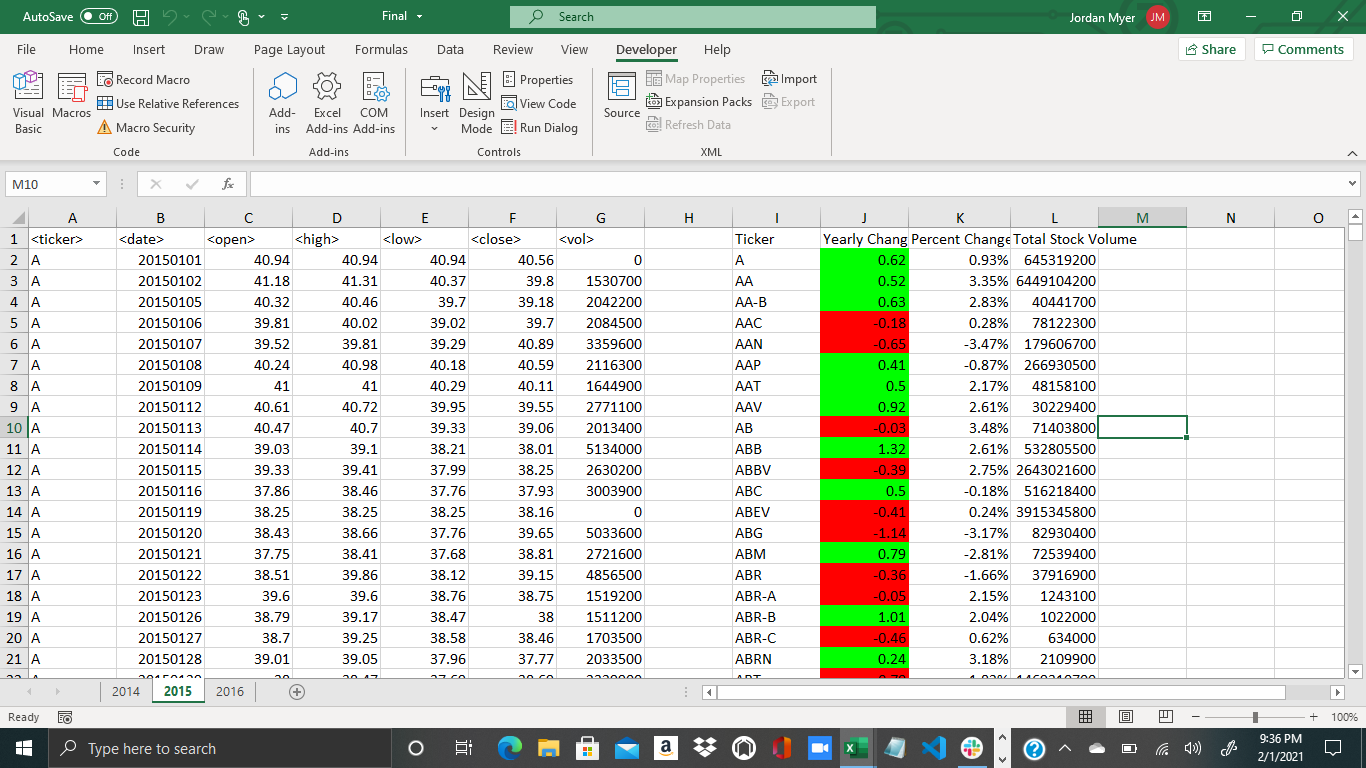 AutoSave Off Final Search Jordan Myer JM
File Home Insert Draw Page Layout Formulas Data Review View Developer Help Share Comments
Visual Basic Macros Record Macro Use Relative References Macro Security Code
Add-ins Excel Add-ins COM Add-ins Add-ins
Insert Design Mode Properties View Code Run Dialog Controls
Source Map Properties Expansion Packs Refresh Data Import Export XML
M10 fx
A B C D E F G H I J K L M N O
1 <ticker> <date> <open> <high> <low> <close> <vol> Ticker Yearly Chang Percent Change Total Stock Volume
2 A 20150101 40.94 40.94 40.94 40.56 0 A 0.62 0.93% 645319200
3 A 20150102 41.18 41.31 40.37 39.8 1530700 AA 0.52 3.35% 6449104200
4 A 20150105 40.32 40.46 39.7 39.18 2042200 AA-B 0.63 2.83% 40441700
5 A 20150106 39.81 40.02 39.02 39.7 2084500 AAC -0.18 0.28% 78122300
6 A 20150107 39.52 39.81 39.29 40.89 3359600 AAN -0.65 -3.47% 179606700
7 A 20150108 40.24 40.98 40.18 40.59 2116300 AAP 0.41 -0.87% 266930500
8 A 20150109 41 41 40.29 40.11 1644900 AAT 0.5 2.17% 48158100
9 A 20150112 40.61 40.72 39.95 39.55 2771100 AAV 0.92 2.61% 30229400
10 A 20150113 40.47 40.7 39.33 39.06 2013400 AB -0.03 3.48% 71403800
11 A 20150114 39.03 39.1 38.21 38.01 5134000 ABB 1.32 2.61% 532805500
12 A 20150115 39.33 39.41 37.99 38.25 2630200 ABBV -0.39 2.75% 2643021600
13 A 20150116 37.86 38.46 37.76 37.93 3003900 ABC 0.5 -0.18% 516218400
14 A 20150119 38.25 38.25 38.25 38.16 0 ABEV -0.41 0.24% 3915345800
15 A 20150120 38.43 38.66 37.76 39.65 5033600 ABG -1.14 -3.17% 82930400
16 A 20150121 37.75 38.41 37.68 38.81 2721600 ABM 0.79 -2.81% 72539400
17 A 20150122 38.51 39.86 38.12 39.15 4856500 ABR -0.36 -1.66% 37916900
18 A 20150123 39.6 39.6 38.76 38.75 1519200 ABR-A -0.05 2.15% 1243100
19 A 20150126 38.79 39.17 38.47 38 1511200 ABR-B 1.01 2.04% 1022000
20 A 20150127 38.7 39.25 38.58 38.46 1703500 ABR-C -0.46 0.62% 634000
21 A 20150128 39.01 39.05 37.96 37.77 2033500 ABRN 0.24 3.18% 2109900
2014 2015 2016
Ready 100%
Type here to search 9:36 PM
2/1/2021